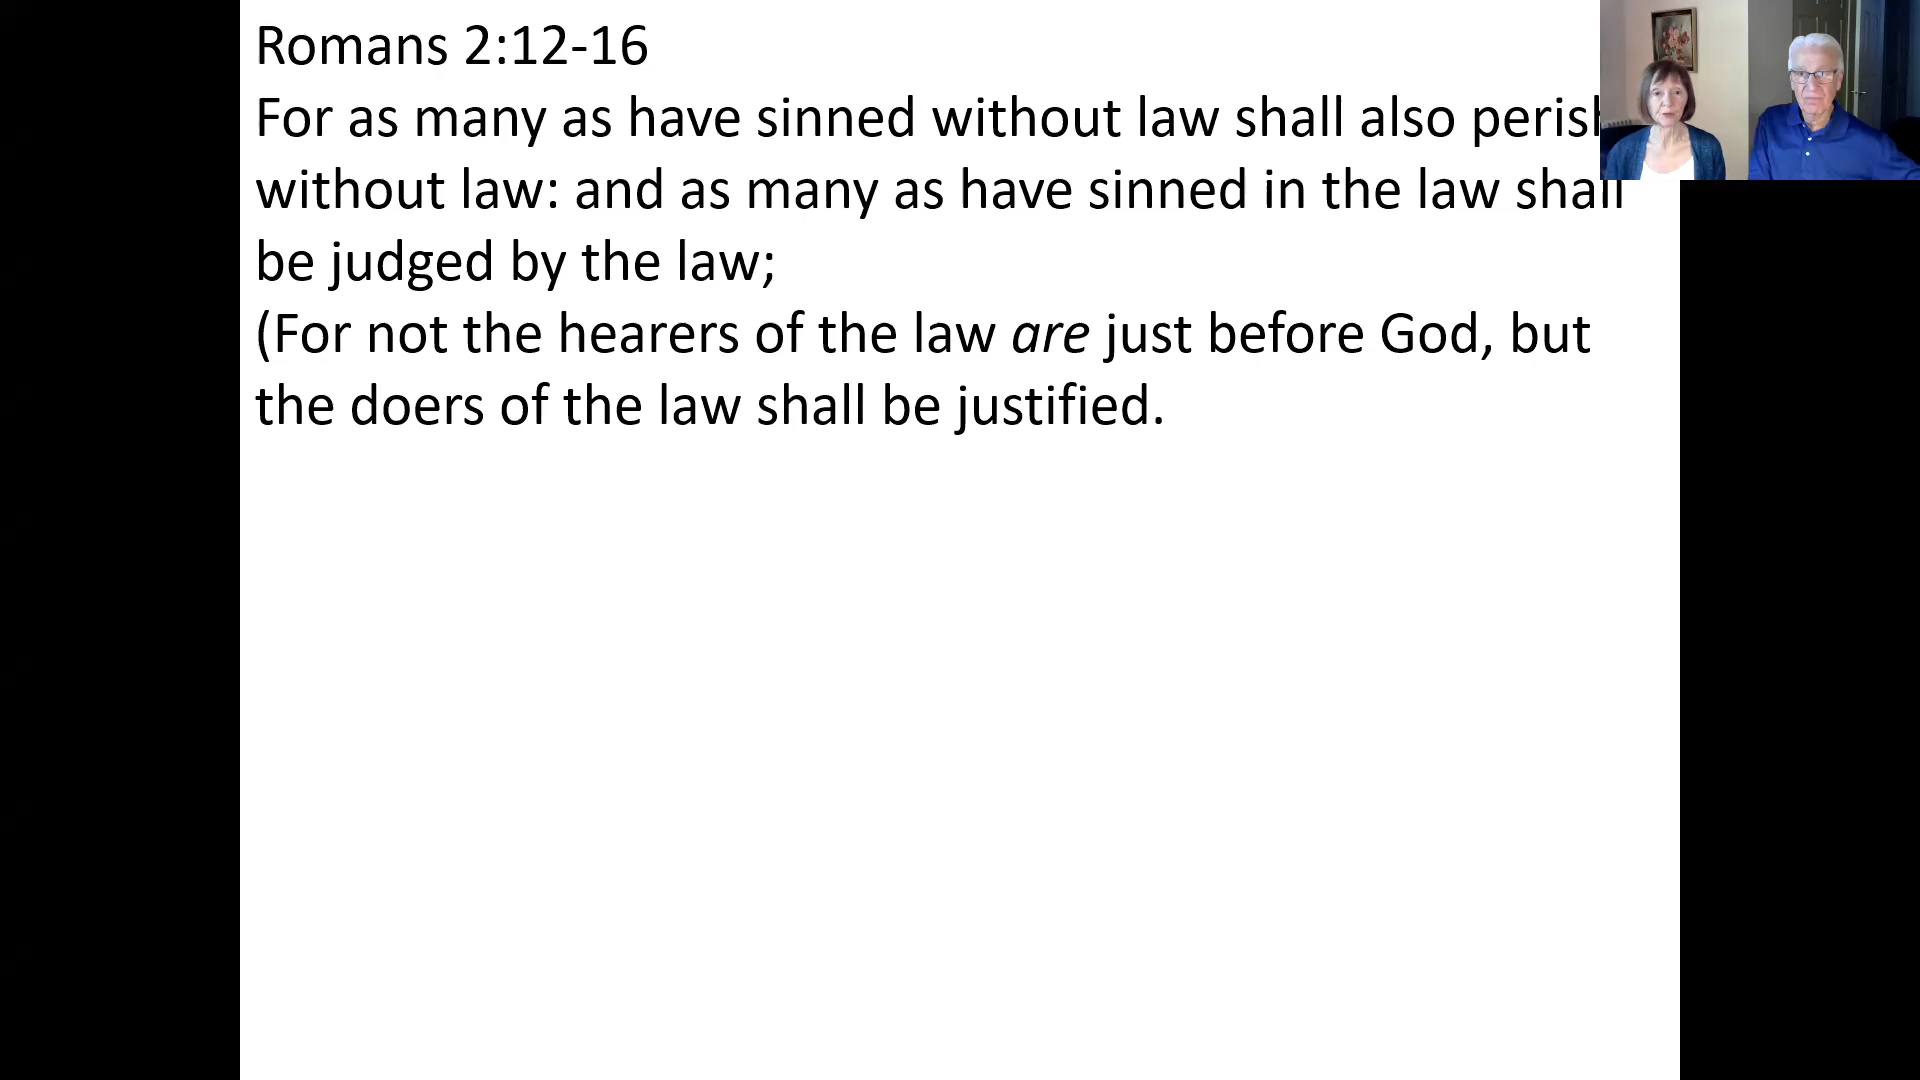 Romans 2:12-16
For as many as have sinned without law shall also perish
without law: and as many as have sinned in the law shall
be judged by the law;
(For not the hearers of the law are just before God, but
the doers of the law shall be justified.